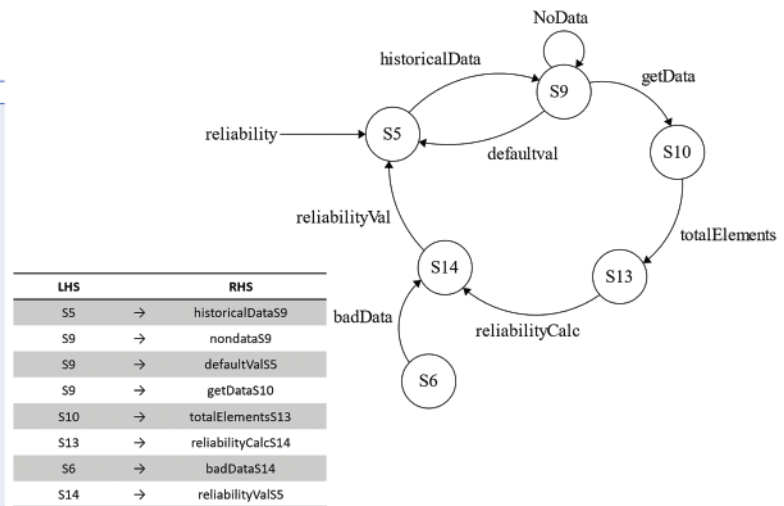 NoData
historicalData
getData
S9
reliability
S5
defaultval
S10
reliabilityVal
totalElements
S14
S13
badData
reliabilityCalc
S6
LHS RHS
S5 → historicalDataS9
S9 → nondataS9
S9 → defaultValS5
S9 → getDataS10
S10 → totalElementsS13
S13 → reliabilityCalcS14
S6 → badDataS14
S14 → reliabilityValS5